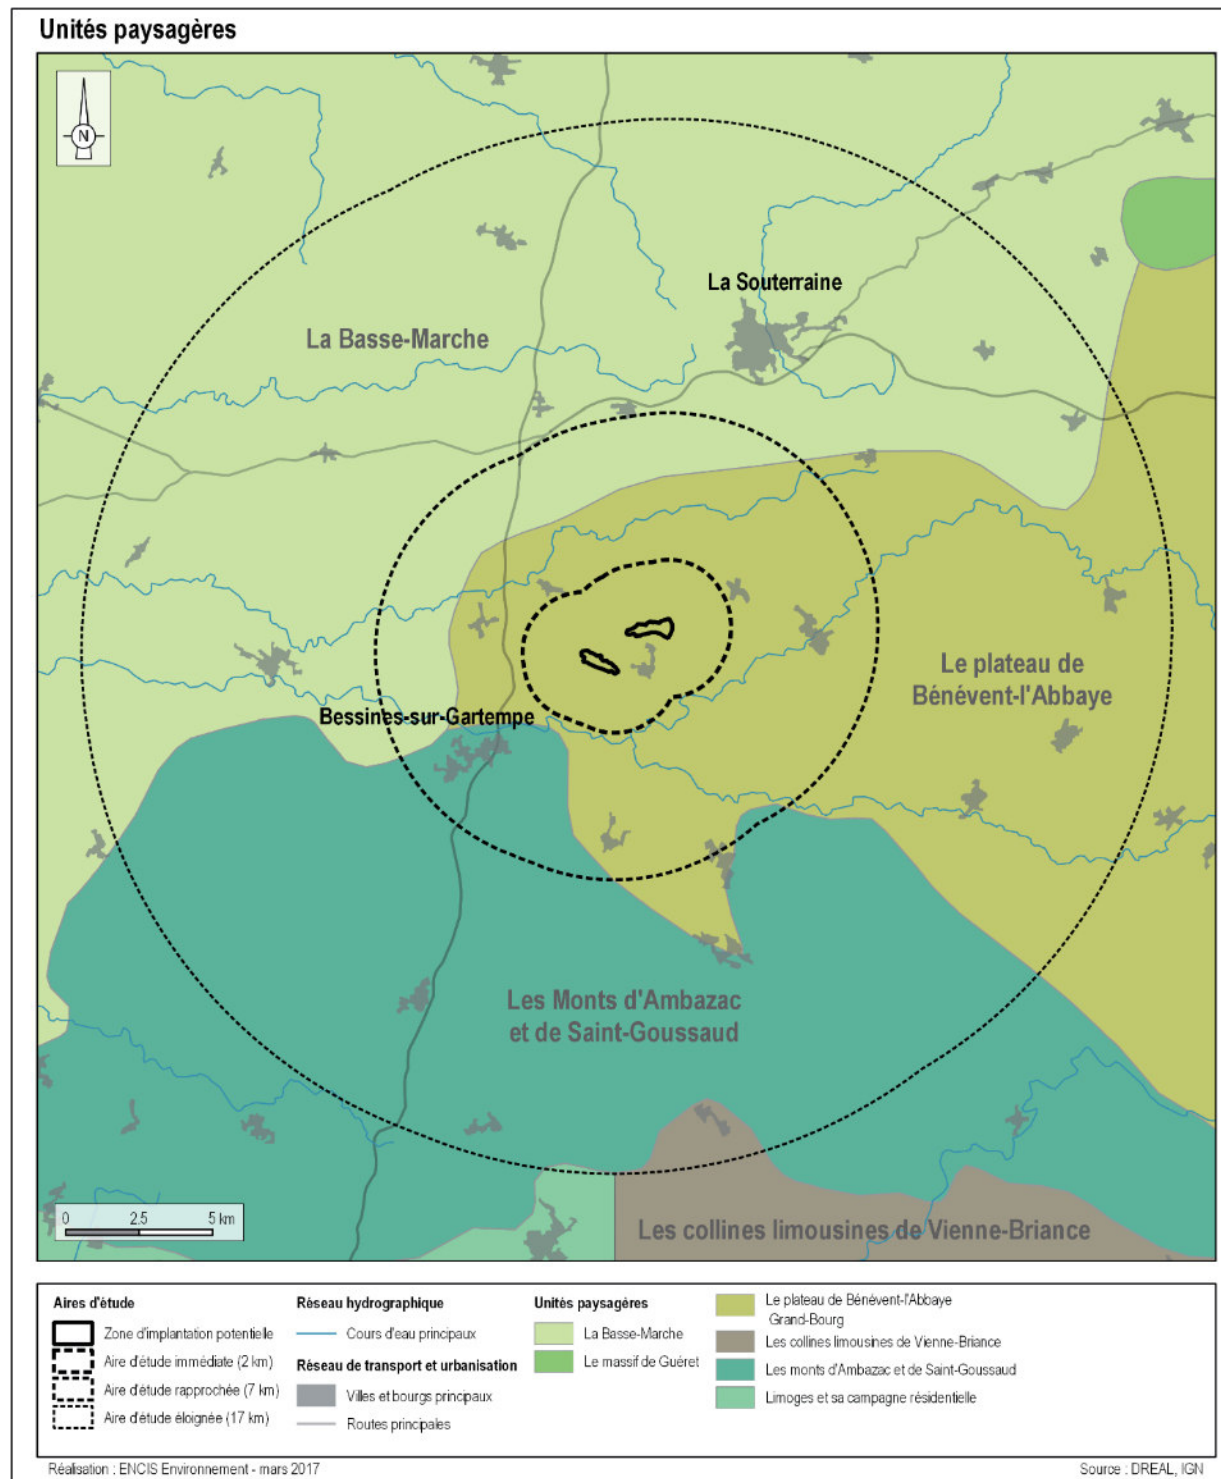 Unités paysagères
N
La Souterraine
La Basse-Marche
Le plateau de
Bénévent-l'Abbaye
Bessines-sur-Gartempe
Les Monts d'Ambazac
et de Saint-Goussaud
0 2.5 5 km
Les collines limousines de Vienne-Briance
Aires d'étude
Zone d'implantation potentielle
Aire d'étude immédiate (2 km)
Aire d'étude rapprochée (7 km)
Aire d'étude éloignée (17 km)
Réseau hydrographique
Cours d'eau principaux
Réseau de transport et urbanisation
Villes et bourgs principaux
Routes principales
Unités paysagères
La Basse-Marche
Le massif de Guéret
Le plateau de Bénévent-l'Abbaye
Grand-Bourg
Les collines limousines de Vienne-Briance
Les monts d'Ambazac et de Saint-Goussaud
Limoges et sa campagne résidentielle
Réalisation : ENCIS Environnement - mars 2017
Source : DREAL, IGN